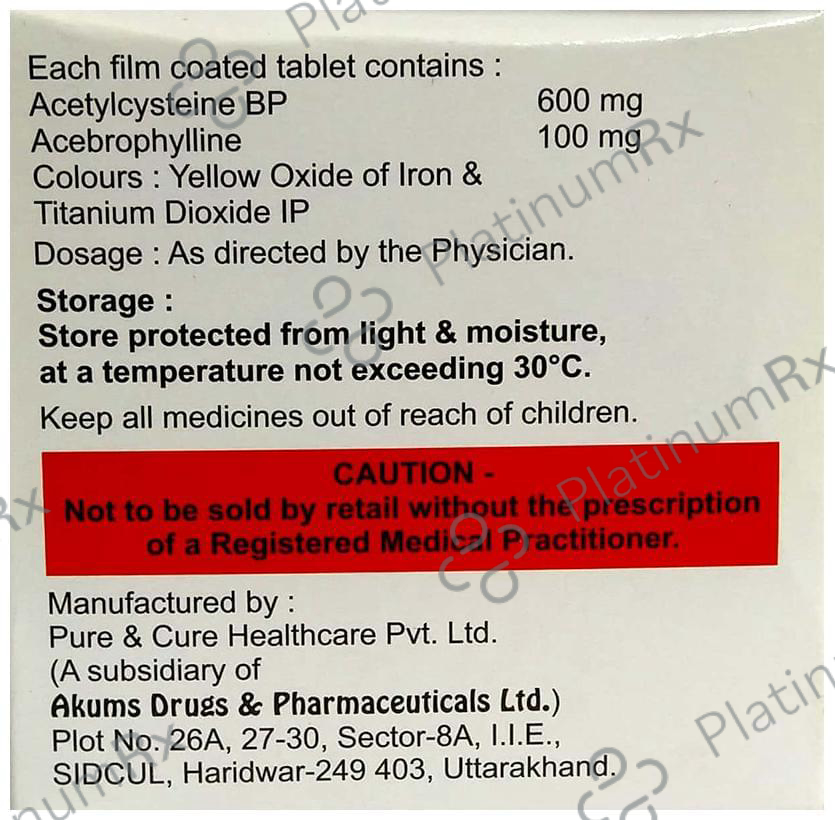 Each film coated tablet contains :
Acetylcysteine BP 600 mg
Acebrophylline 100 mg
Colours : Yellow Oxide of Iron &
Titanium Dioxide IP
Dosage : As directed by the Physician.
Storage :
Store protected from light & moisture,
at a temperature not exceeding 30°C.
Keep all medicines out of reach of children.
CAUTION -
Not to be sold by retail without the prescription
of a Registered Medical Practitioner.
Manufactured by :
Pure & Cure Healthcare Pvt. Ltd.
(A subsidiary of
Akums Drugs & Pharmaceuticals Ltd.)
Plot No. 26A, 27-30, Sector-8A, I.I.E.,
SIDCUL, Haridwar-249 403, Uttarakhand.
PlatinumRx
PlatinumRx
Platin
Pla
Rx
inumRx